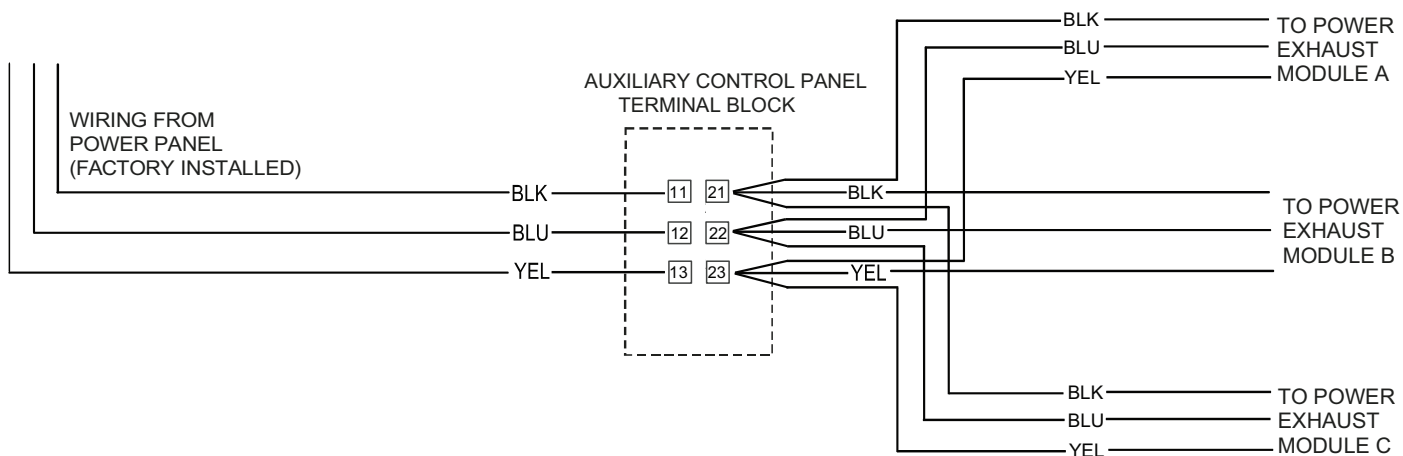 WIRING FROM
POWER PANEL
(FACTORY INSTALLED)
BLK
BLU
YEL
AUXILIARY CONTROL PANEL
TERMINAL BLOCK
11 21
12 22
13 23
BLK
BLU
YEL
TO POWER
EXHAUST
MODULE A
BLK
BLU
YEL
TO POWER
EXHAUST
MODULE B
BLK
BLU
YEL
TO POWER
EXHAUST
MODULE C